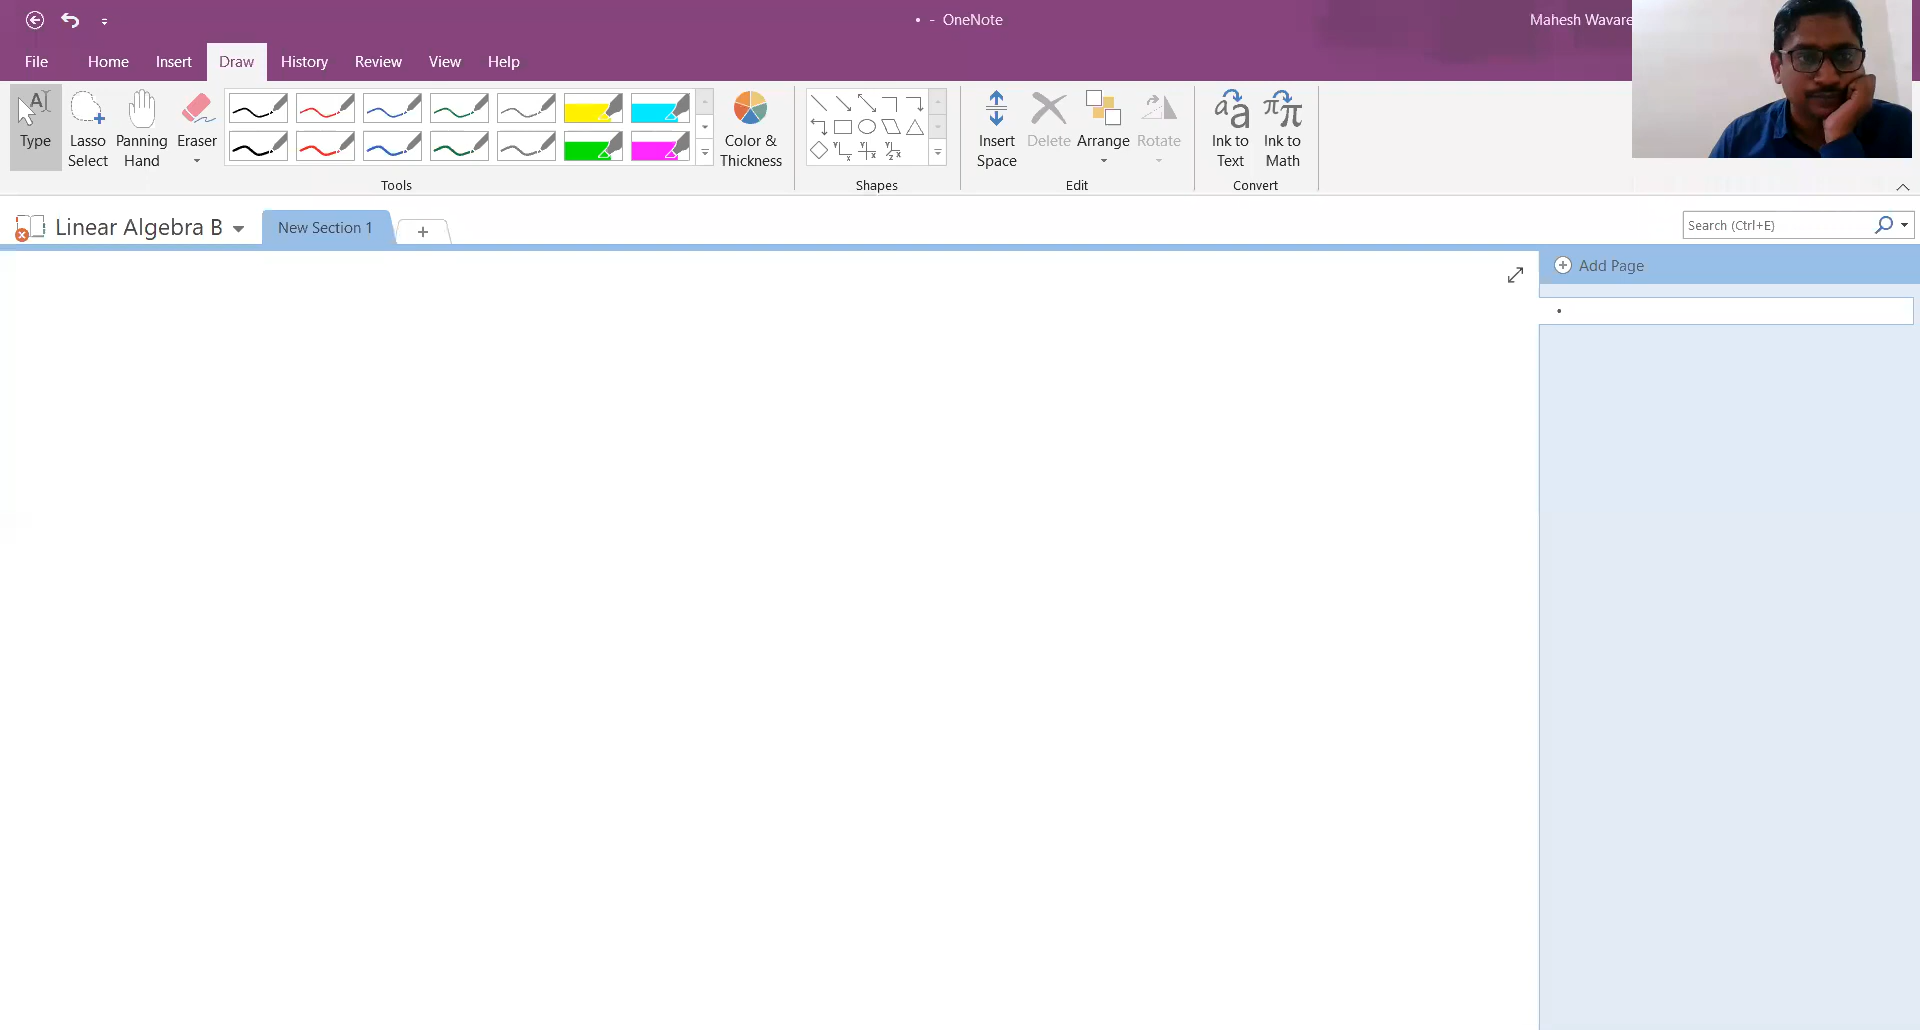 • - OneNote
Mahesh Wavare
File Home Insert Draw History Review View Help
Type
Lasso Select
Panning Hand
Eraser
Color & Thickness
Insert Space
Delete
Arrange
Rotate
Ink to Text
Ink to Math
Tools
Shapes
Edit
Convert
Linear Algebra B
New Section 1
Search (Ctrl+E)
Add Page
•